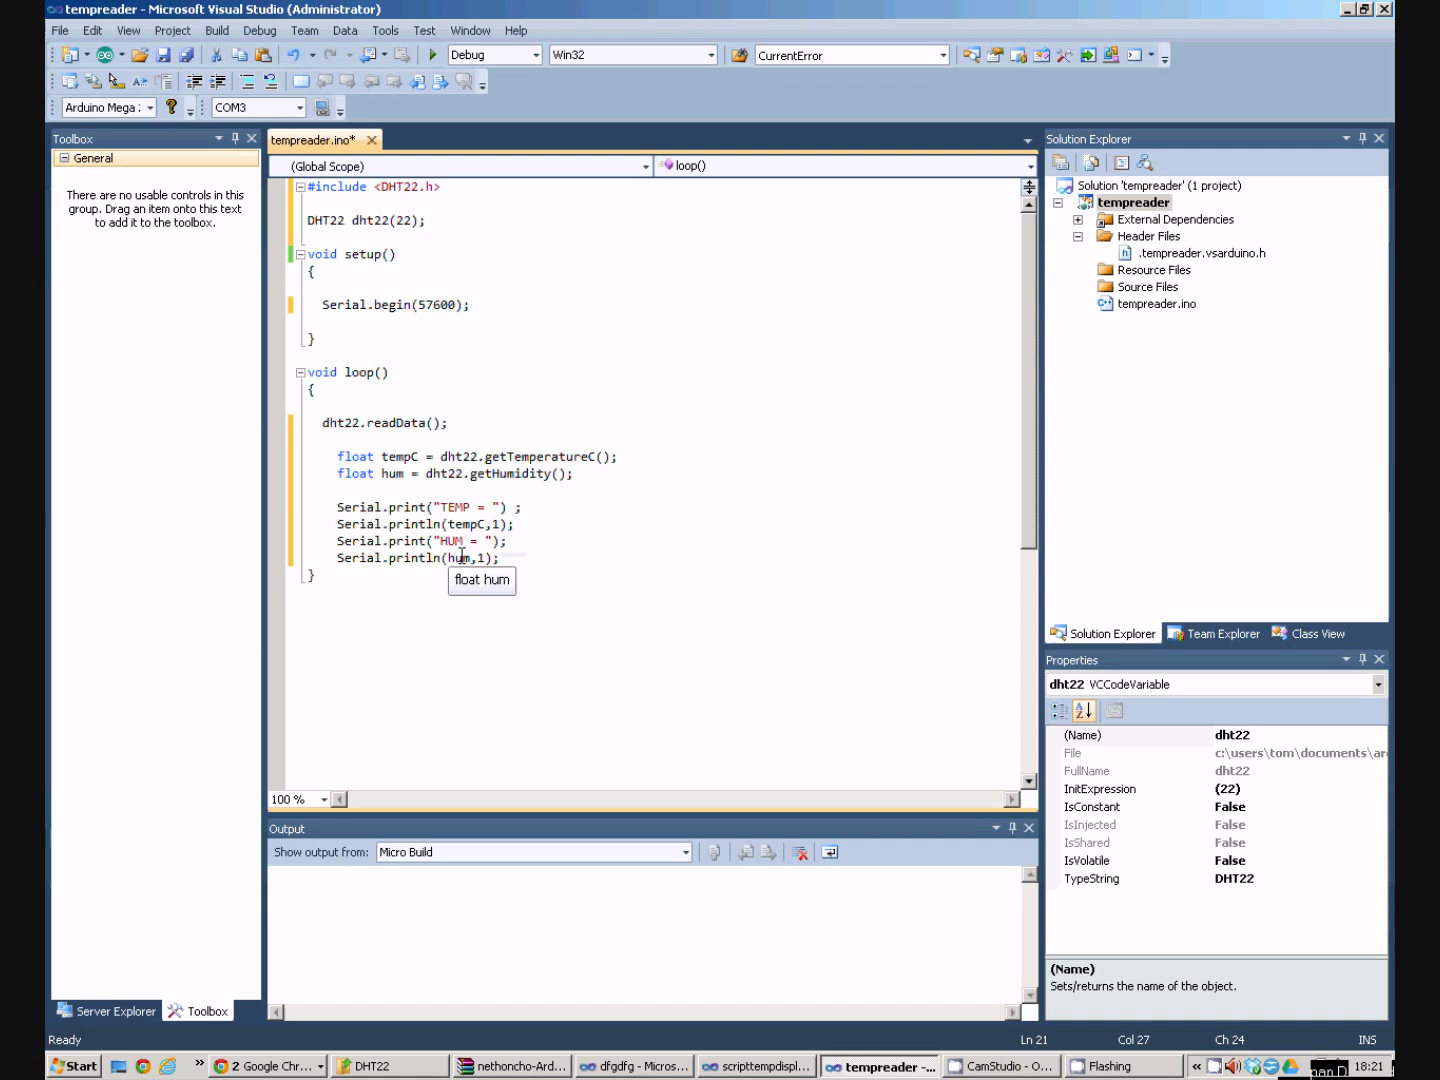 tempreader - Microsoft Visual Studio (Administrator)
File Edit View Project Build Debug Team Data Tools Test Window Help
Debug Win32 CurrentError
Arduino Mega : COM3
Toolbox
General
There are no usable controls in this
group. Drag an item onto this text
to add it to the toolbox.
Server Explorer Toolbox
tempreader.ino*
(Global Scope) loop()
#include <DHT22.h>
DHT22 dht22(22);
void setup()
{
Serial.begin(57600);
}
void loop()
{
dht22.readData();
float tempC = dht22.getTemperatureC();
float hum = dht22.getHumidity();
Serial.print("TEMP = ") ;
Serial.println(tempC,1);
Serial.print("HUM = ");
Serial.println(hum,1);
}
float hum
100 %
Output
Show output from: Micro Build
Solution Explorer
Solution 'tempreader' (1 project)
tempreader
External Dependencies
Header Files
.tempreader.vsarduino.h
Resource Files
Source Files
tempreader.ino
Solution Explorer Team Explorer Class View
Properties
dht22 VCCodeVariable
(Name) dht22
File c:\users\tom\documents\ar
FullName dht22
InitExpression (22)
IsConstant False
IsInjected False
IsShared False
IsVolatile False
TypeString DHT22
(Name)
Sets/returns the name of the object.
Ready Ln 21 Col 27 Ch 24 INS
Start 2 Google Chr... DHT22 nethoncho-Ard... dfgdfg - Micros... scripttempdispl... tempreader -... CamStudio - O... Flashing 18:21